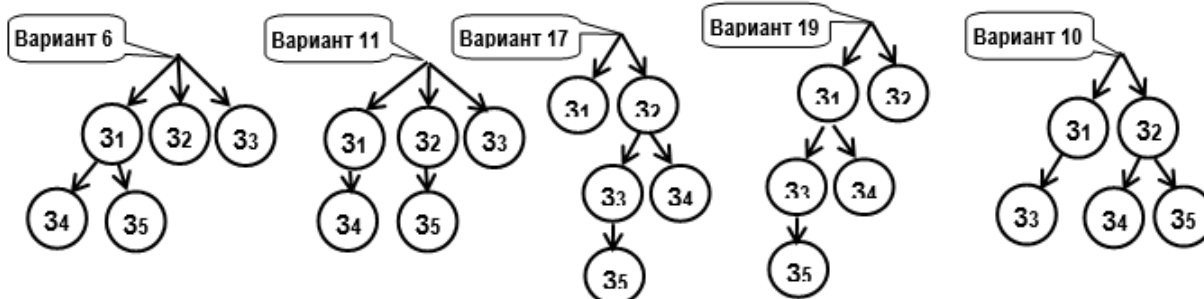 Вариант 6
З1
З2
З3
З4
З5
Вариант 11
З1
З2
З3
З4
З5
Вариант 17
З1
З2
З3
З4
З5
Вариант 19
З1
З2
З3
З4
З5
Вариант 10
З1
З2
З3
З4
З5